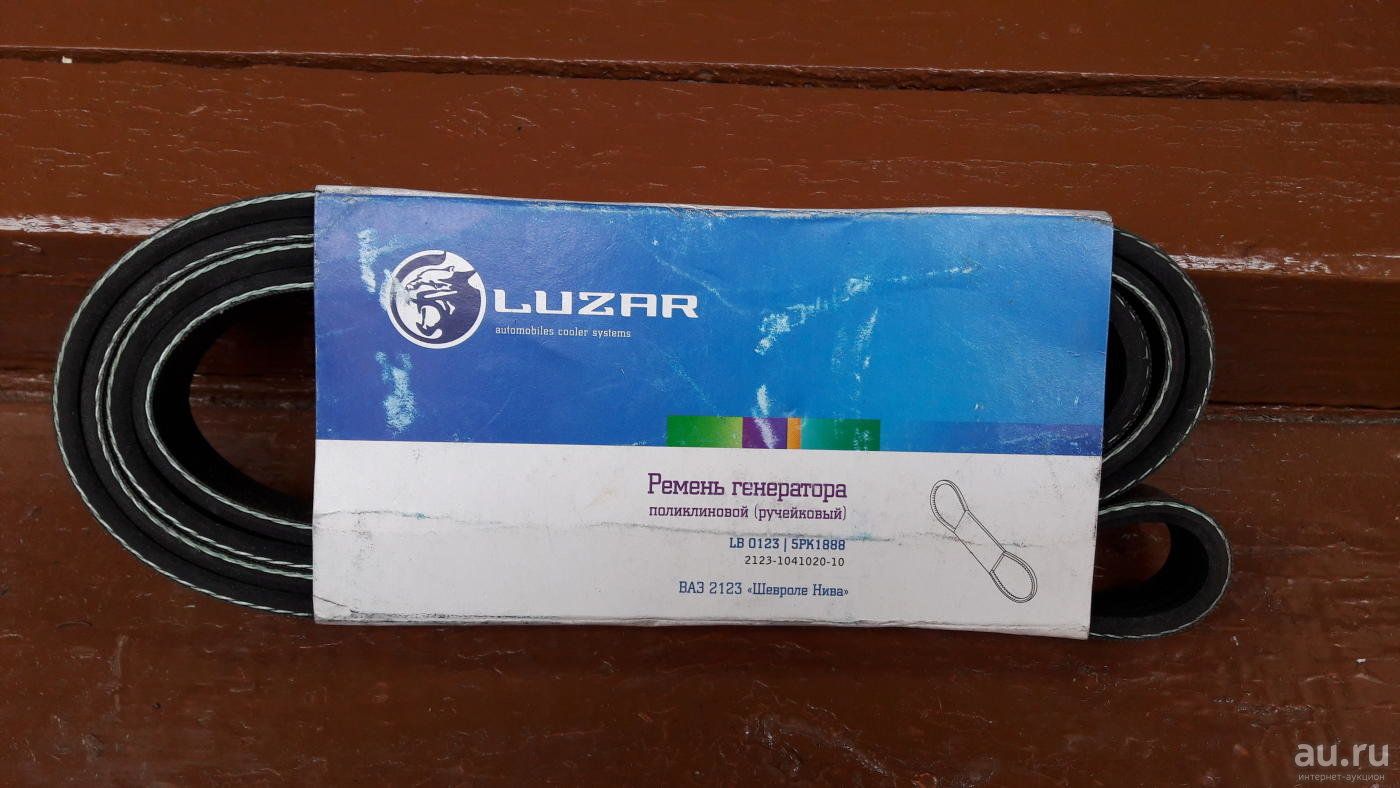 LUZAR
automobiles cooler systems
Ремень генератора
поликлиновой (ручейковый)
LB 0123 | 5PK1888
2123-1041020-10
ВАЗ 2123 «Шевроле Нива»
au.ru
интернет-аукцион